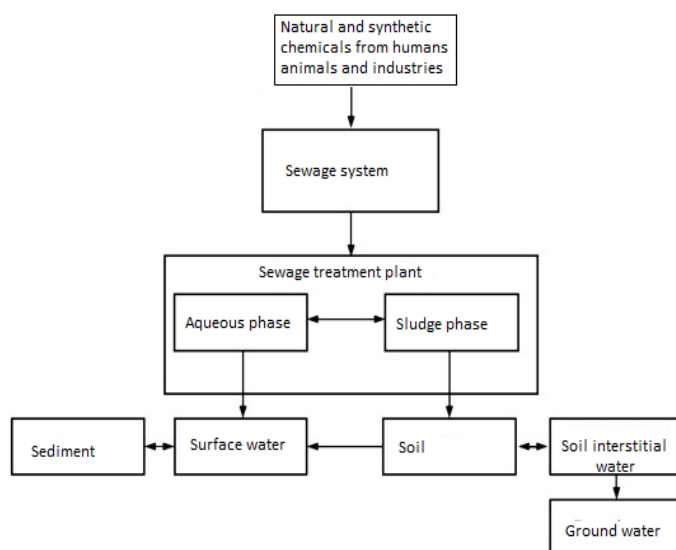 Natural and synthetic
chemicals from humans
animals and industries
Sewage system
Sewage treatment plant
Aqueous phase
Sludge phase
Sediment
Surface water
Soil
Soil interstitial
water
Ground water